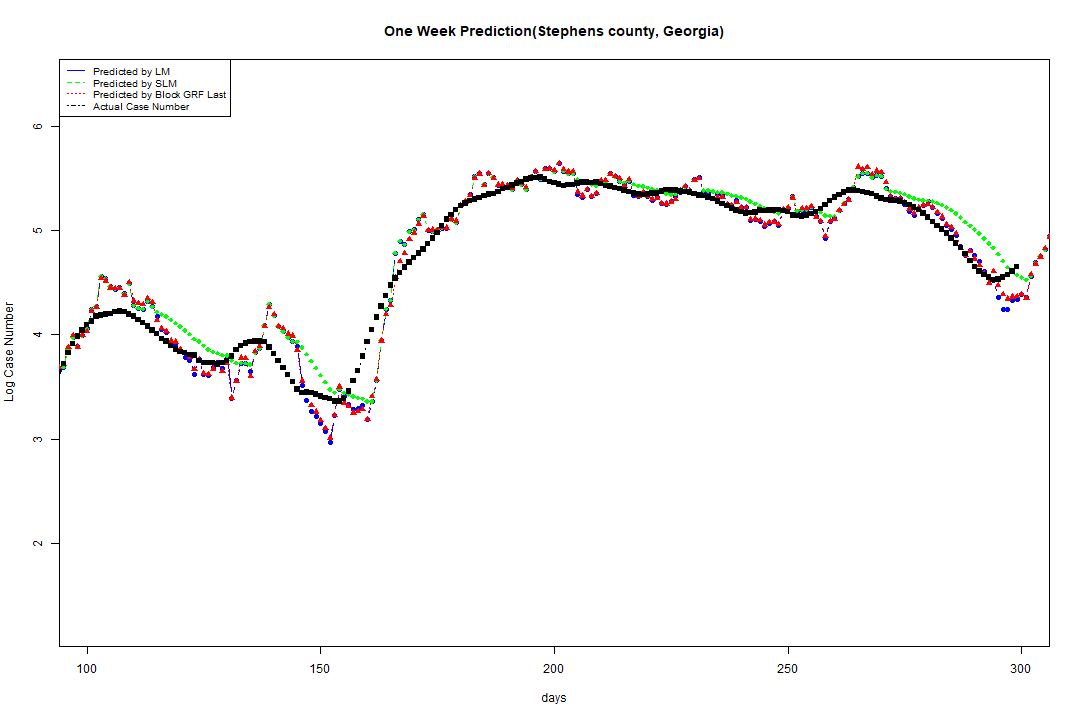 One Week Prediction(Stephens county, Georgia)
Predicted by LM
Predicted by SLM
Predicted by Block GRF Last
Actual Case Number
6
5
4
3
2
Log Case Number
100 150 200 250 300
days